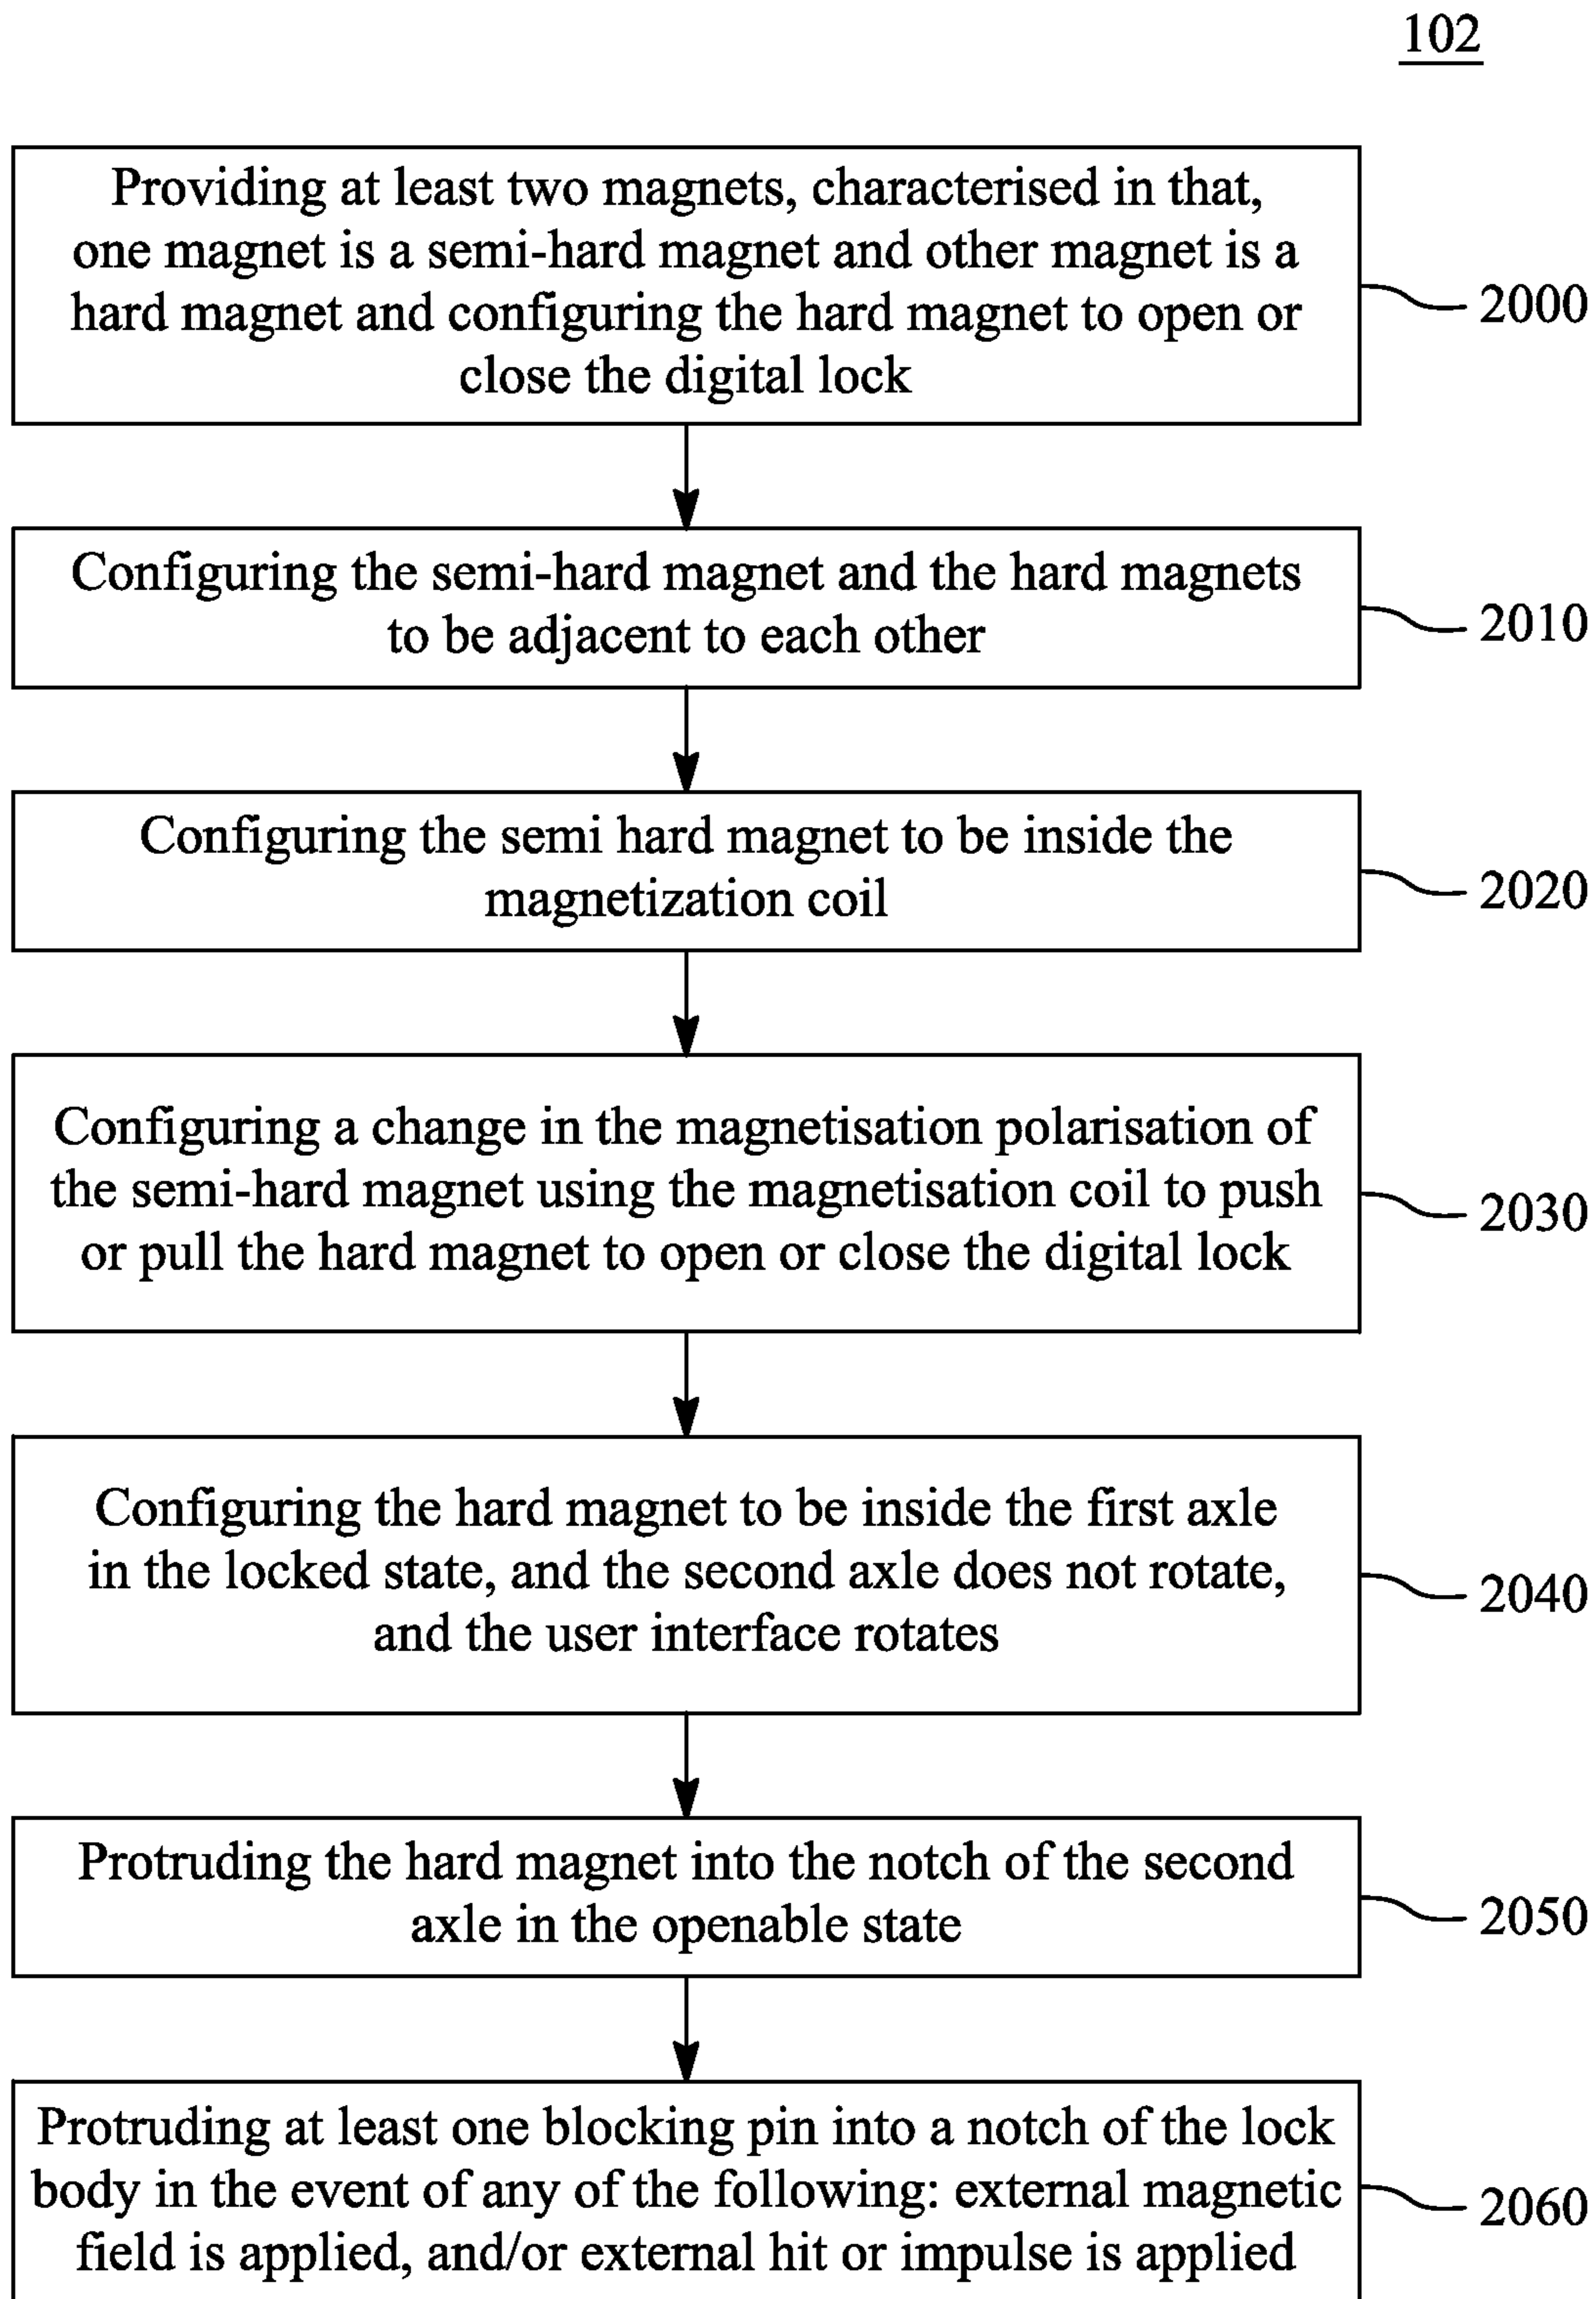 102
Providing at least two magnets, characterised in that,
one magnet is a semi-hard magnet and other magnet is a
hard magnet and configuring the hard magnet to open or
close the digital lock
2000
Configuring the semi-hard magnet and the hard magnets
to be adjacent to each other
2010
Configuring the semi hard magnet to be inside the
magnetization coil
2020
Configuring a change in the magnetisation polarisation of
the semi-hard magnet using the magnetisation coil to push
or pull the hard magnet to open or close the digital lock
2030
Configuring the hard magnet to be inside the first axle
in the locked state, and the second axle does not rotate,
and the user interface rotates
2040
Protruding the hard magnet into the notch of the second
axle in the openable state
2050
Protruding at least one blocking pin into a notch of the lock
body in the event of any of the following: external magnetic
field is applied, and/or external hit or impulse is applied
2060